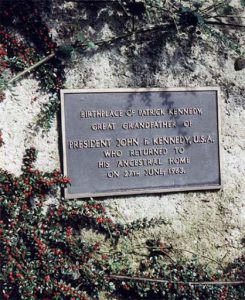 BIRTHPLACE OF PATRICK KENNEDY,
GREAT GRANDFATHER OF
PRESIDENT JOHN F. KENNEDY, U.S.A.
WHO RETURNED TO
HIS ANCESTRAL HOME
ON 27TH JUNE, 1963.